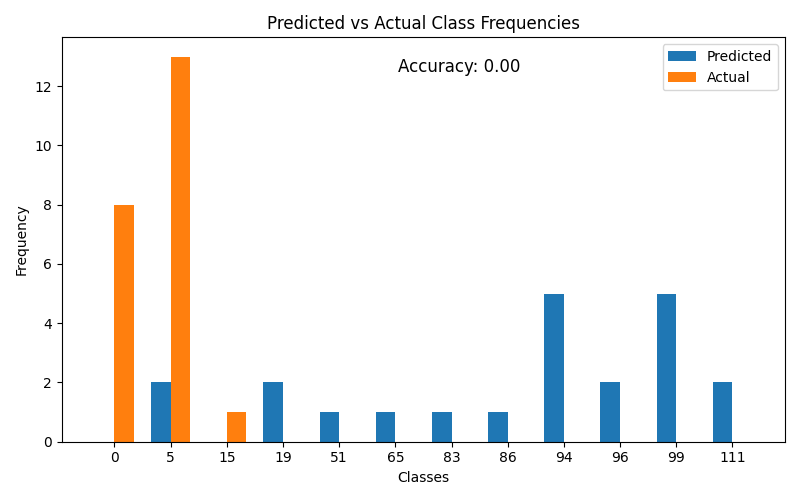 Predicted vs Actual Class Frequencies
Accuracy: 0.00
Predicted
Actual
Frequency
12
10
8
6
4
2
0
0 5 15 19 51 65 83 86 94 96 99 111
Classes